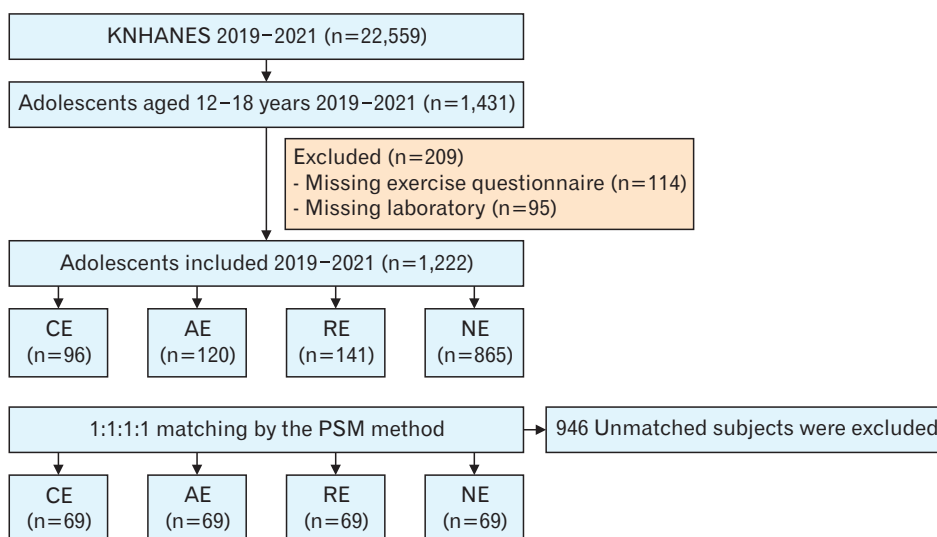 KNHANES 2019–2021 (n=22,559)
Adolescents aged 12–18 years 2019–2021 (n=1,431)
Excluded (n=209)
- Missing exercise questionnaire (n=114)
- Missing laboratory (n=95)
Adolescents included 2019–2021 (n=1,222)
CE
(n=96)
AE
(n=120)
RE
(n=141)
NE
(n=865)
1:1:1:1 matching by the PSM method
946 Unmatched subjects were excluded
CE
(n=69)
AE
(n=69)
RE
(n=69)
NE
(n=69)